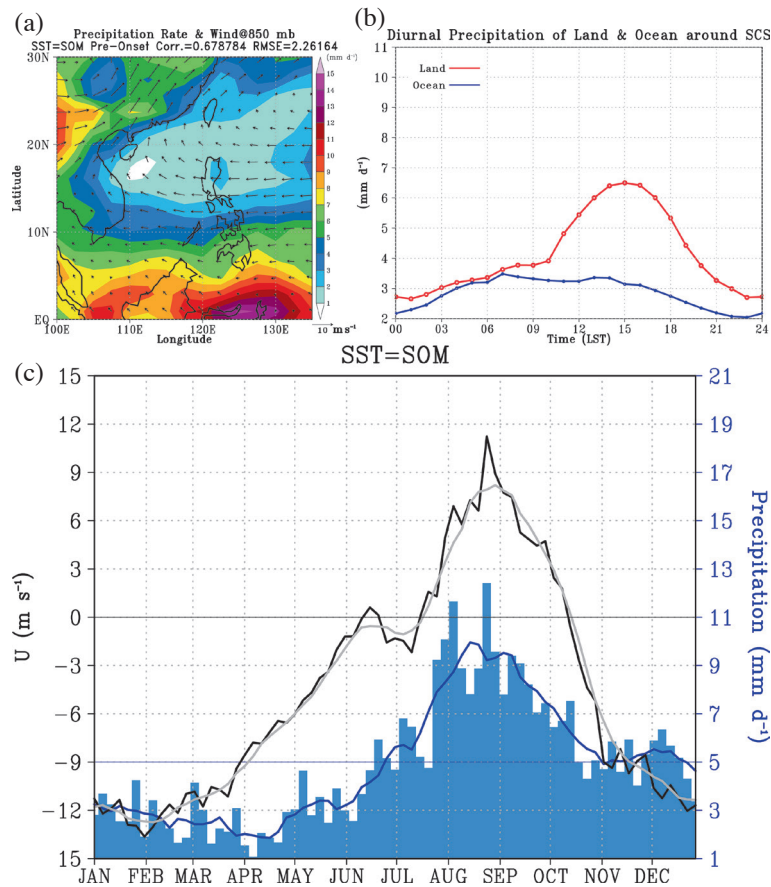 (a)
Precipitation Rate & Wind@850 mb
SST=SOM Pre-Onset Corr.=0.678784 RMSE=2.26164
(mm d⁻¹)
30N
20N
10N
EQ
Latitude
100E 110E 120E 130E
Longitude
15
14
13
12
11
10
9
8
7
6
5
4
3
2
1
10 m s⁻¹
(b)
Diurnal Precipitation of Land & Ocean around SCS
Land
Ocean
(mm d⁻¹)
11
10
9
8
7
6
5
4
3
2
00 03 06 09 12 15 18 21 24
Time (LST)
SST=SOM
(c)
U (m s⁻¹)
15
12
9
6
3
0
−3
−6
−9
−12
−15
21
19
17
15
13
11
9
7
5
3
1
Precipitation (mm d⁻¹)
JAN FEB MAR APR MAY JUN JUL AUG SEP OCT NOV DEC